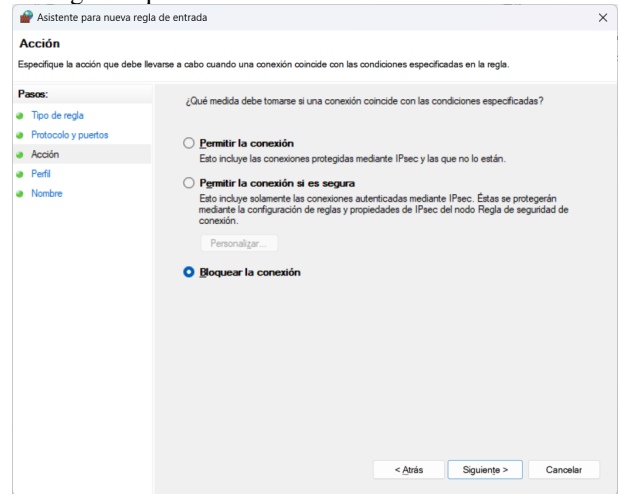 Asistente para nueva regla de entrada
Acción
Especifique la acción que debe llevarse a cabo cuando una conexión coincide con las condiciones especificadas en la regla.
Pasos:
Tipo de regla
Protocolo y puertos
Acción
Perfil
Nombre
¿Qué medida debe tomarse si una conexión coincide con las condiciones especificadas?
Permitir la conexión
Esto incluye las conexiones protegidas mediante IPsec y las que no lo están.
Permitir la conexión si es segura
Esto incluye solamente las conexiones autenticadas mediante IPsec. Éstas se protegerán
mediante la configuración de reglas y propiedades de IPsec del nodo Regla de seguridad de
conexión.
Personalizar...
Bloquear la conexión
< Atrás
Siguiente >
Cancelar